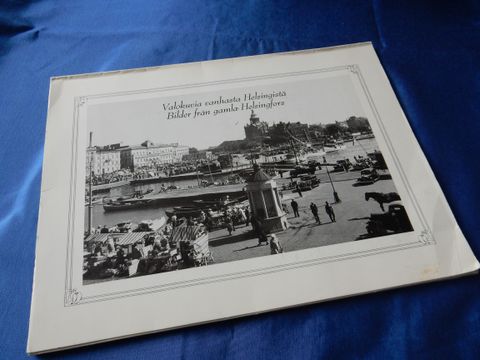 Valokuvia vanhasta Helsingistä
Bilder från gamla Helsingfors